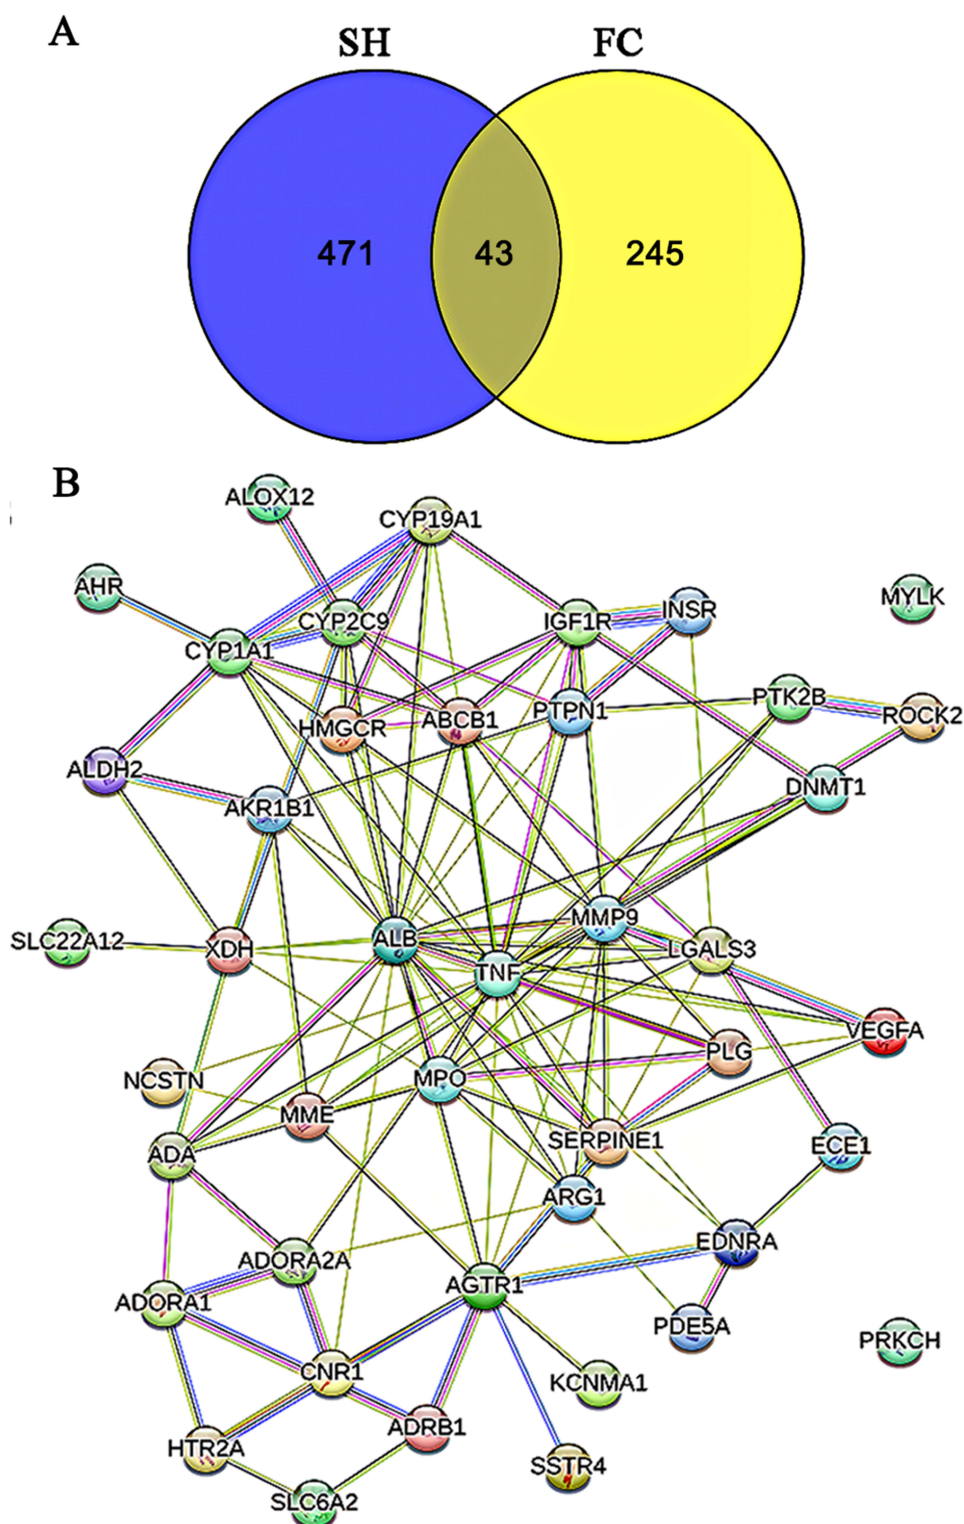 A
SH FC
471 43 245
B
ALOX12
CYP19A1
AHR
MYLK
CYP2C9
IGF1R
INSR
CYP1A1
PTK2B
ROCK2
HMGCR
ABCB1
PTPN1
ALDH2
DNMT1
AKR1B1
MMP9
SLC22A12
XDH
ALB
LGALS3
TNF
VEGFA
PLG
NCSTN
MPO
MME
SERPINE1
ECE1
ADA
ARG1
EDNRA
ADORA2A
AGTR1
ADORA1
PDE5A
PRKCH
CNR1
KCNMA1
ADRB1
HTR2A
SSTR4
SLC6A2